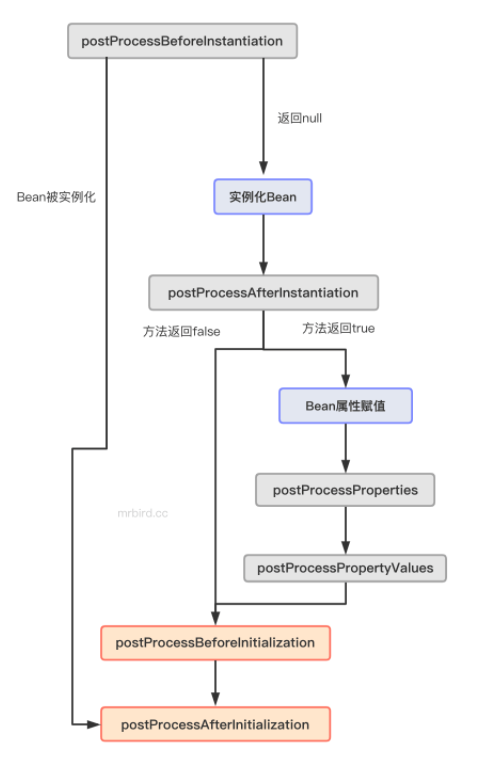 postProcessBeforeInstantiation
返回null
Bean被实例化
实例化Bean
postProcessAfterInstantiation
方法返回false
方法返回true
Bean属性赋值
postProcessProperties
mrbird.cc
postProcessPropertyValues
postProcessBeforeInitialization
postProcessAfterInitialization